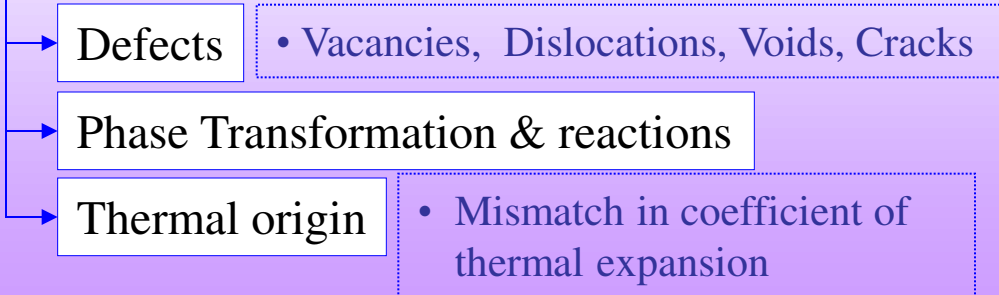 Defects • Vacancies, Dislocations, Voids, Cracks
Phase Transformation & reactions
Thermal origin • Mismatch in coefficient of
thermal expansion